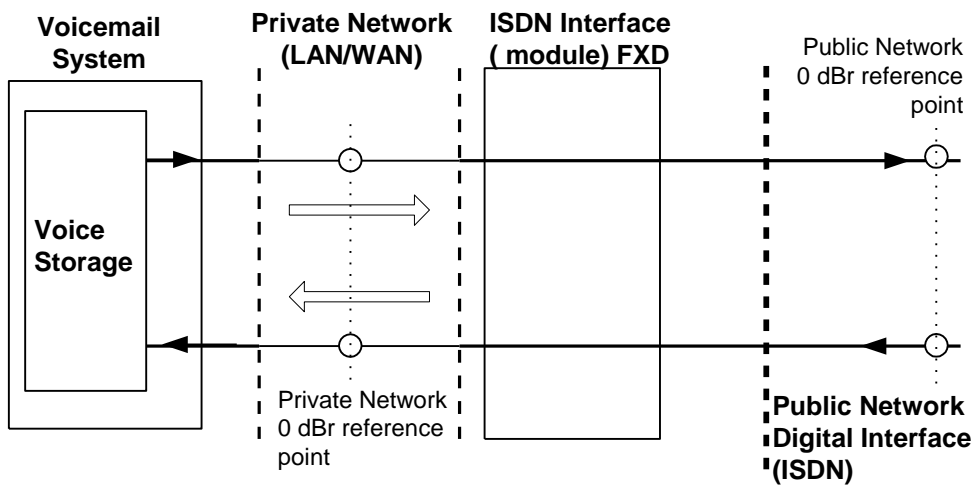 Voicemail
System
Private Network
(LAN/WAN)
ISDN Interface
( module) FXD
Public Network
0 dBr reference
point
Voice
Storage
Private Network
0 dBr reference
point
Public Network
Digital Interface
(ISDN)